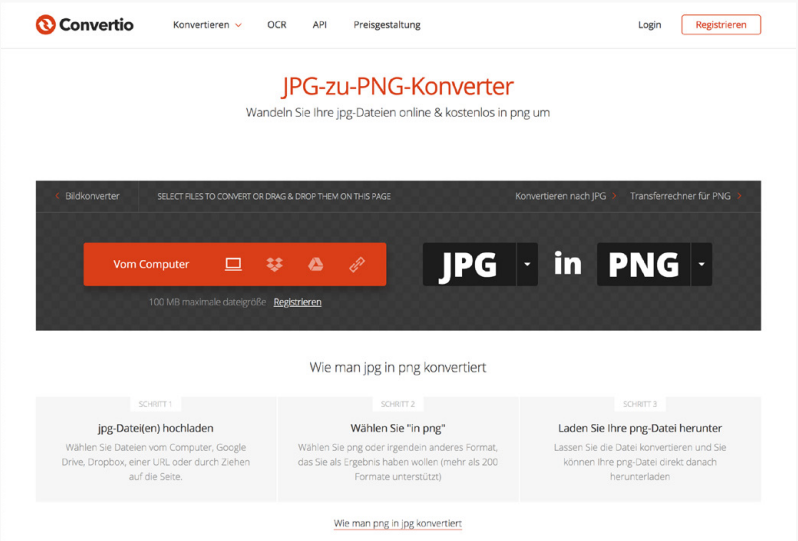 Convertio
Konvertieren
OCR
API
Preisgestaltung
Login
Registrieren
JPG-zu-PNG-Konverter
Wandeln Sie Ihre jpg-Dateien online & kostenlos in png um
Bildkonverter
SELECT FILES TO CONVERT OR DRAG & DROP THEM ON THIS PAGE
Konvertieren nach JPG
Transferrechner für PNG
Vom Computer
JPG
in
PNG
100 MB maximale dateigröße Registrieren
Wie man jpg in png konvertiert
SCHRITT 1
jpg-Datei(en) hochladen
Wählen Sie Dateien vom Computer, Google
Drive, Dropbox, einer URL oder durch Ziehen
auf die Seite.
SCHRITT 2
Wählen Sie "in png"
Wählen Sie png oder irgendein anderes Format,
das Sie als Ergebnis haben wollen (mehr als 200
Formate unterstützt)
SCHRITT 3
Laden Sie Ihre png-Datei herunter
Lassen Sie die Datei konvertieren und Sie
können Ihre png-Datei direkt danach
herunterladen
Wie man png in jpg konvertiert